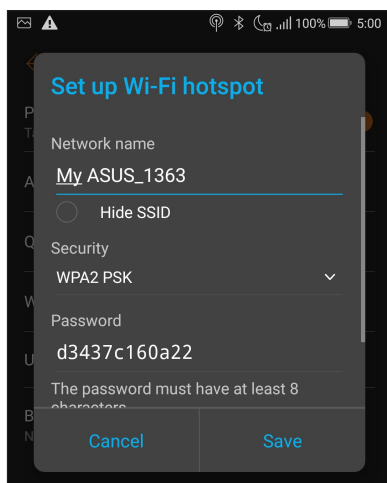 100% 5:00
Set up Wi-Fi hotspot
Network name
My ASUS_1363
Hide SSID
Security
WPA2 PSK
Password
d3437c160a22
The password must have at least 8
characters
Cancel Save